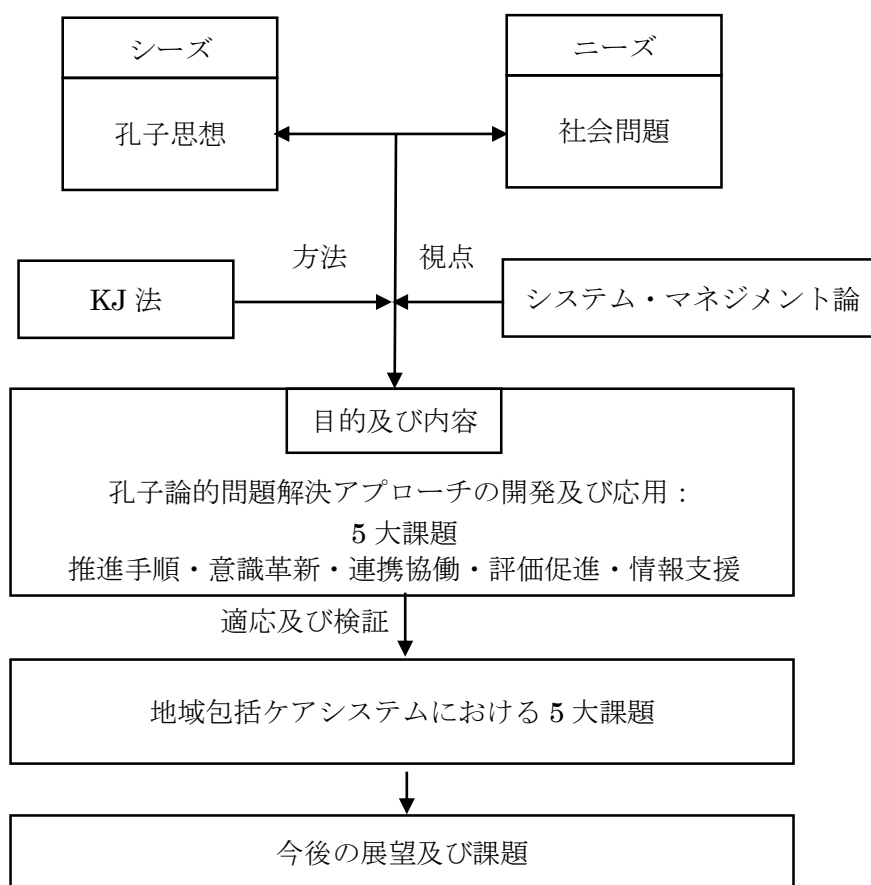 シーズ
ニーズ
孔子思想
社会問題
方法
視点
KJ 法
システム・マネジメント論
目的及び内容
孔子論的問題解決アプローチの開発及び応用：
5 大課題
推進手順・意識革新・連携協働・評価促進・情報支援
適応及び検証
地域包括ケアシステムにおける 5 大課題
今後の展望及び課題